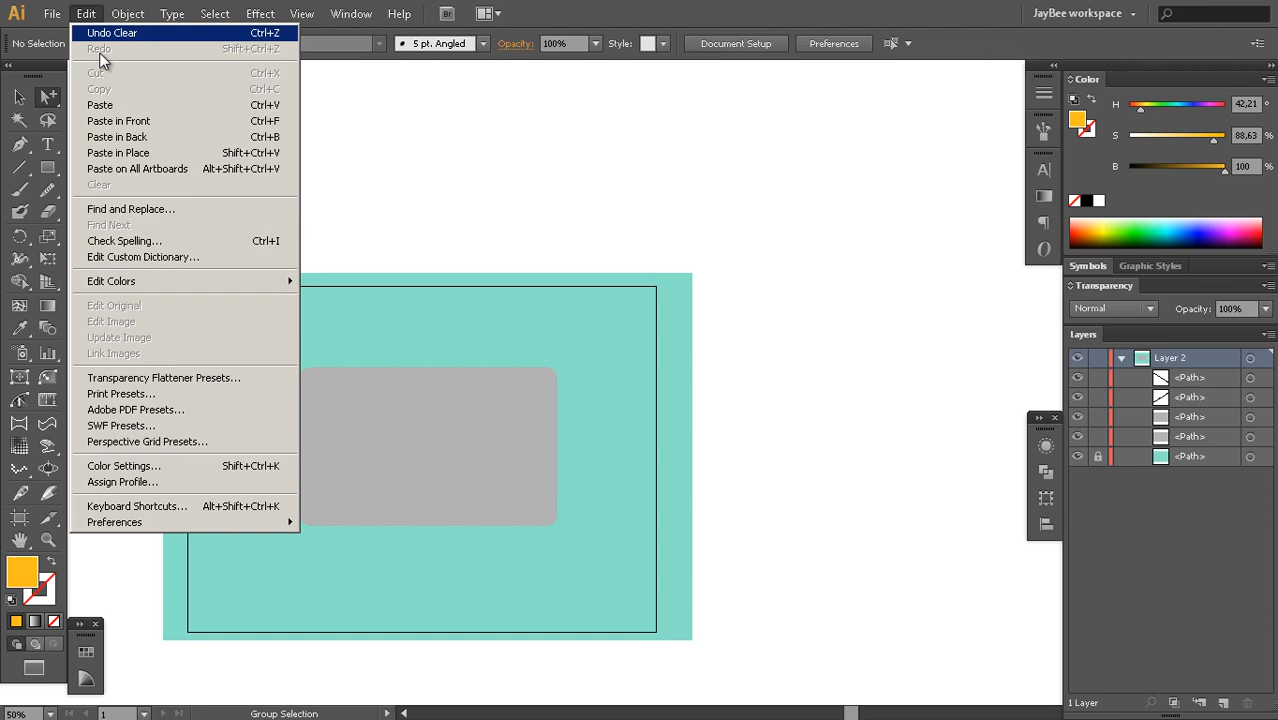 Ai File Edit Object Type Select Effect View Window Help Br JayBee workspace
No Selection 5 pt. Angled Opacity: 100% Style: Document Setup Preferences
Undo Clear Ctrl+Z
Redo Shift+Ctrl+Z
Cut Ctrl+X
Copy Ctrl+C
Paste Ctrl+V
Paste in Front Ctrl+F
Paste in Back Ctrl+B
Paste in Place Shift+Ctrl+V
Paste on All Artboards Alt+Shift+Ctrl+V
Clear
Find and Replace...
Find Next
Check Spelling... Ctrl+I
Edit Custom Dictionary...
Edit Colors
Edit Original
Edit Image
Update Image
Link Images
Transparency Flattener Presets...
Print Presets...
Adobe PDF Presets...
SWF Presets...
Perspective Grid Presets...
Color Settings... Shift+Ctrl+K
Assign Profile...
Keyboard Shortcuts... Alt+Shift+Ctrl+K
Preferences
Color
H 42,21 °
S 88,63 %
B 100 %
Symbols Graphic Styles
Transparency
Normal Opacity: 100%
Layers
Layer 2
<Path>
<Path>
<Path>
<Path>
<Path>
50% 1 Group Selection 1 Layer